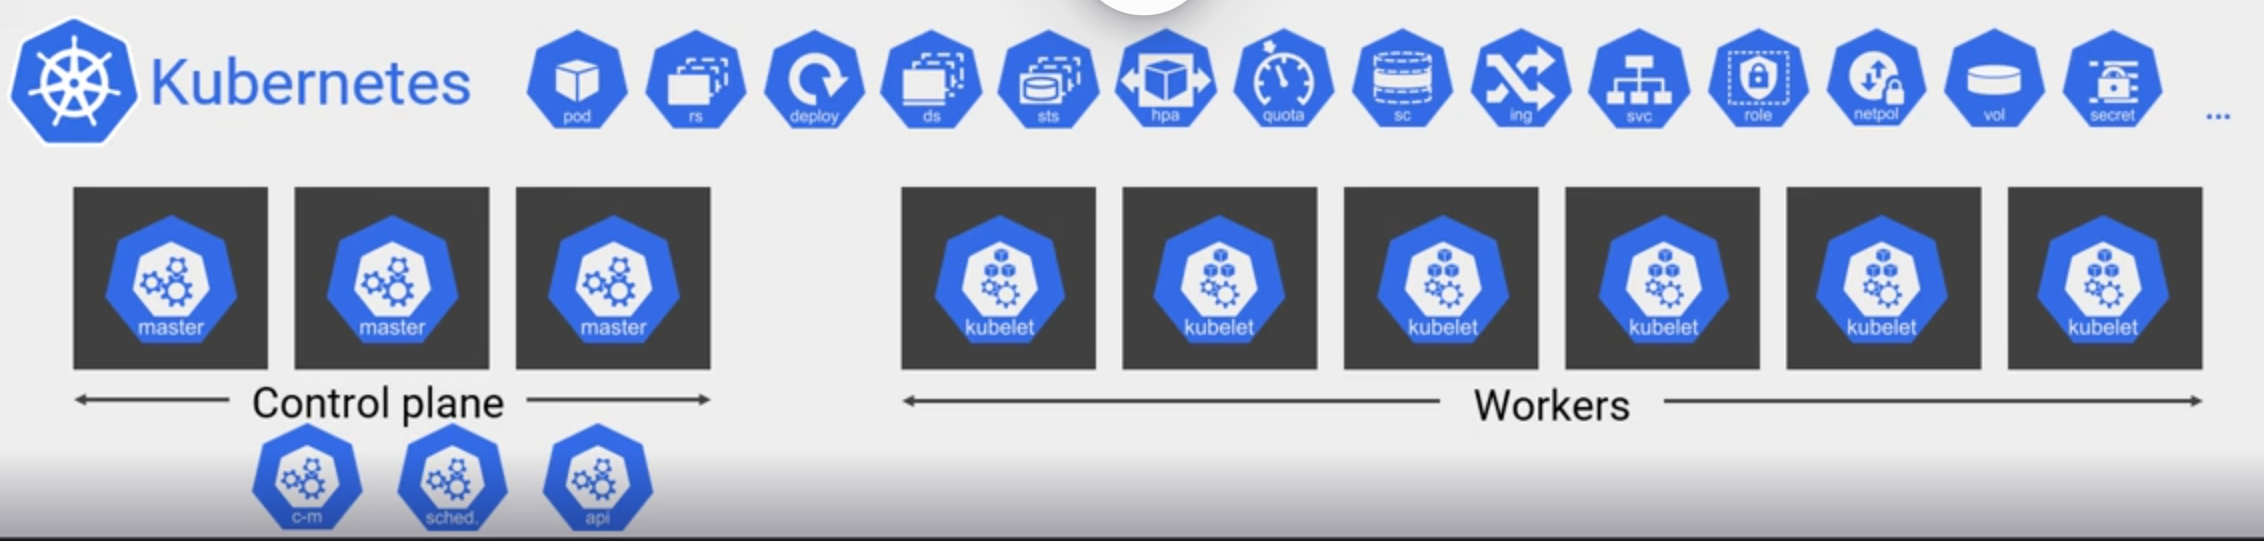 Kubernetes
pod rs deploy ds sts hpa quota sc ing svc role netpol vol secret ...
master master master kubelet kubelet kubelet kubelet kubelet kubelet
Control plane Workers
c-m sched. api